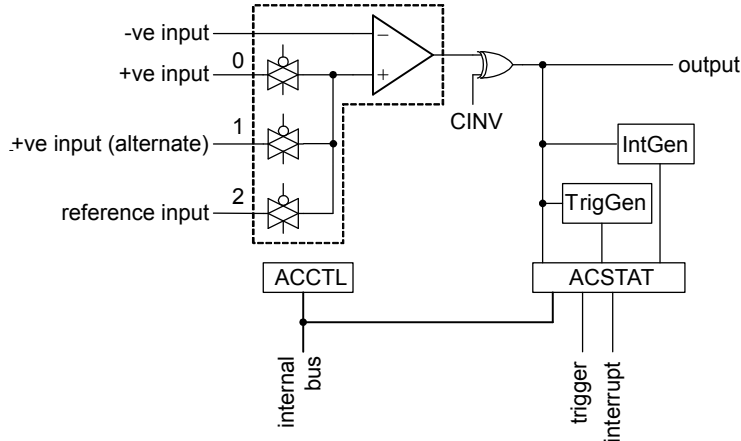 -ve input
+ve input
0
+ve input (alternate)
1
reference input
2
−
+
CINV
output
IntGen
TrigGen
ACCTL
ACSTAT
internal
bus
trigger
interrupt